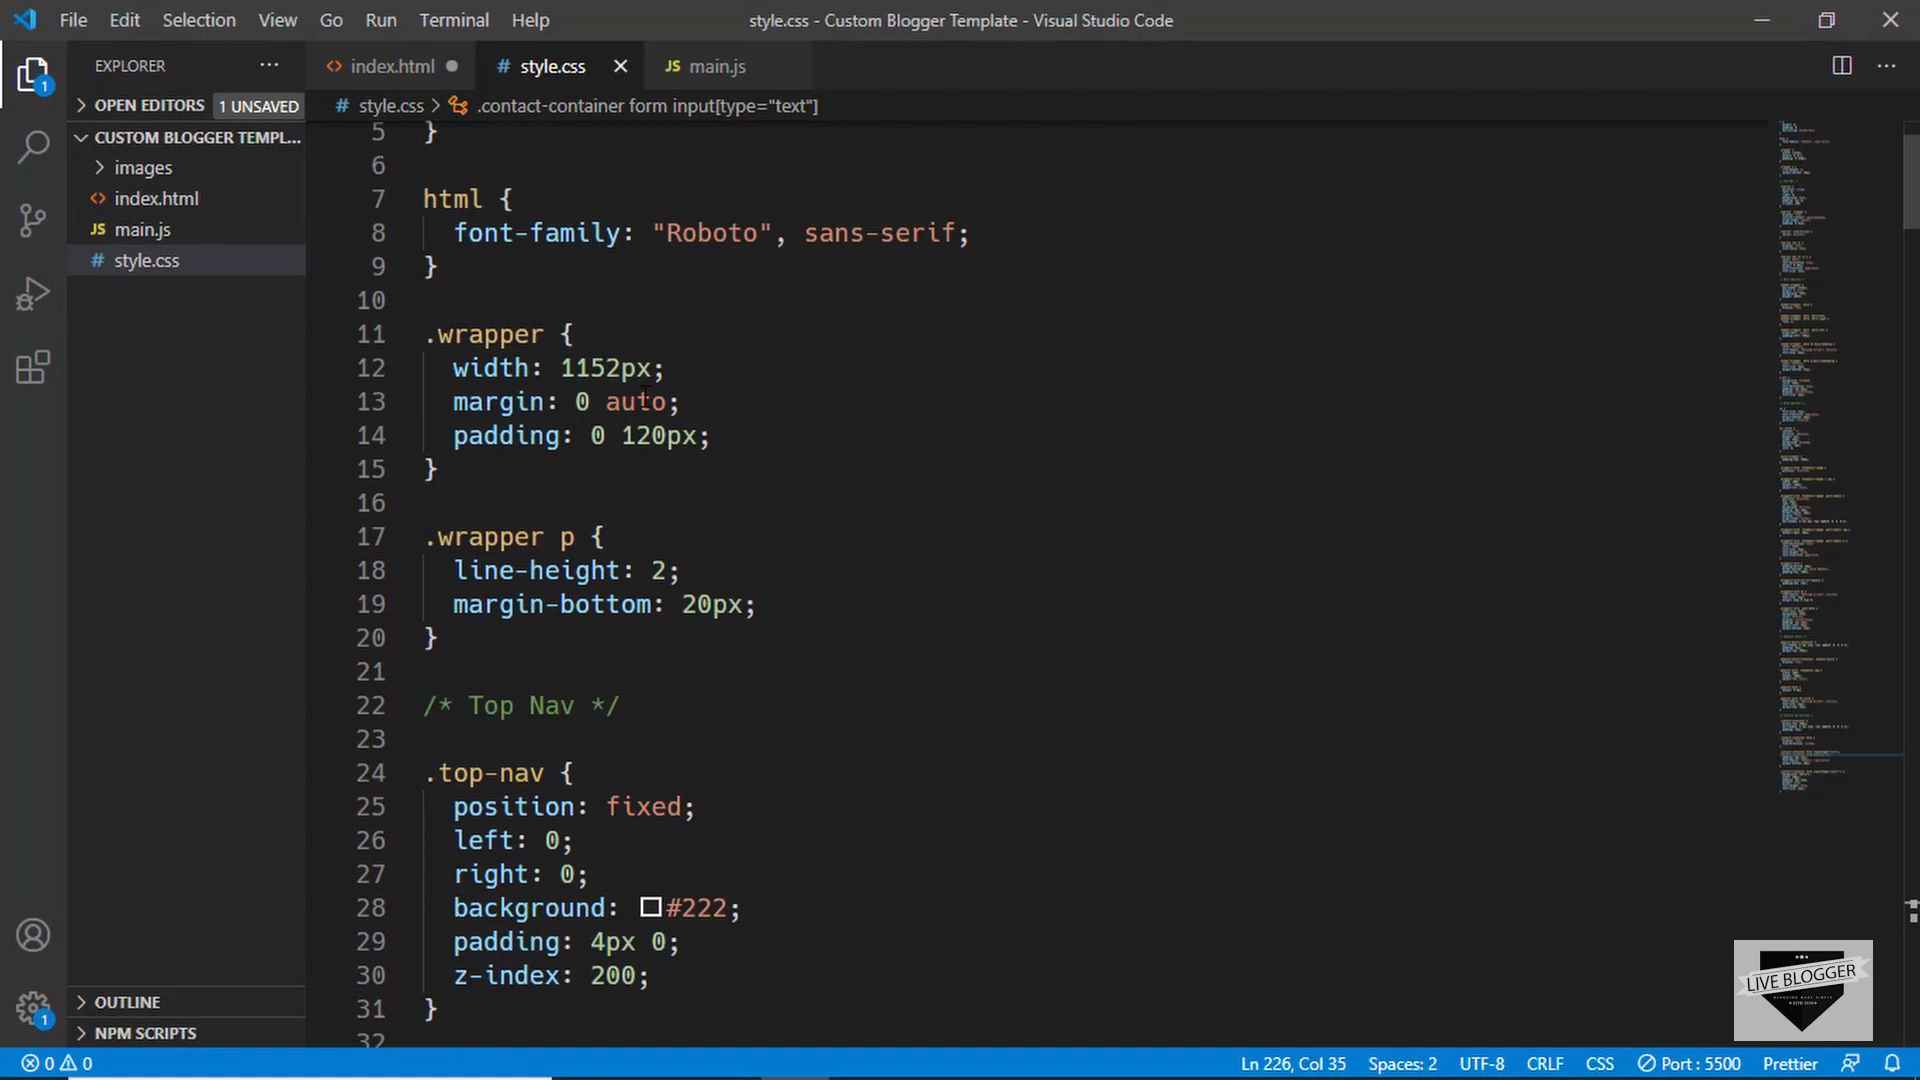 File Edit Selection View Go Run Terminal Help
style.css - Custom Blogger Template - Visual Studio Code
EXPLORER
index.html
style.css
JS main.js
OPEN EDITORS 1 UNSAVED
# style.css > .contact-container form input[type="text"]
CUSTOM BLOGGER TEMPL...
images
index.html
JS main.js
# style.css
5 }
6
7 html {
8 font-family: "Roboto", sans-serif;
9 }
10
11 .wrapper {
12 width: 1152px;
13 margin: 0 auto;
14 padding: 0 120px;
15 }
16
17 .wrapper p {
18 line-height: 2;
19 margin-bottom: 20px;
20 }
21
22 /* Top Nav */
23
24 .top-nav {
25 position: fixed;
26 left: 0;
27 right: 0;
28 background: #222;
29 padding: 4px 0;
30 z-index: 200;
31 }
32
OUTLINE
NPM SCRIPTS
1
1
LIVE BLOGGER
0 0
Ln 226, Col 35 Spaces: 2 UTF-8 CRLF CSS Port : 5500 Prettier